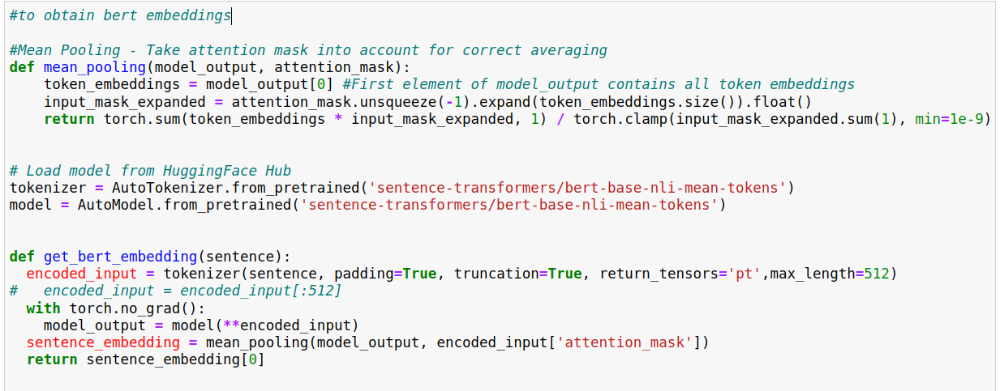 #to obtain bert embeddings
#Mean Pooling - Take attention mask into account for correct averaging
def mean_pooling(model_output, attention_mask):
    token_embeddings = model_output[0] #First element of model_output contains all token embeddings
    input_mask_expanded = attention_mask.unsqueeze(-1).expand(token_embeddings.size()).float()
    return torch.sum(token_embeddings * input_mask_expanded, 1) / torch.clamp(input_mask_expanded.sum(1), min=1e-9)
# Load model from HuggingFace Hub
tokenizer = AutoTokenizer.from_pretrained('sentence-transformers/bert-base-nli-mean-tokens')
model = AutoModel.from_pretrained('sentence-transformers/bert-base-nli-mean-tokens')
def get_bert_embedding(sentence):
  encoded_input = tokenizer(sentence, padding=True, truncation=True, return_tensors='pt',max_length=512)
#   encoded_input = encoded_input[:512]
  with torch.no_grad():
    model_output = model(**encoded_input)
  sentence_embedding = mean_pooling(model_output, encoded_input['attention_mask'])
  return sentence_embedding[0]